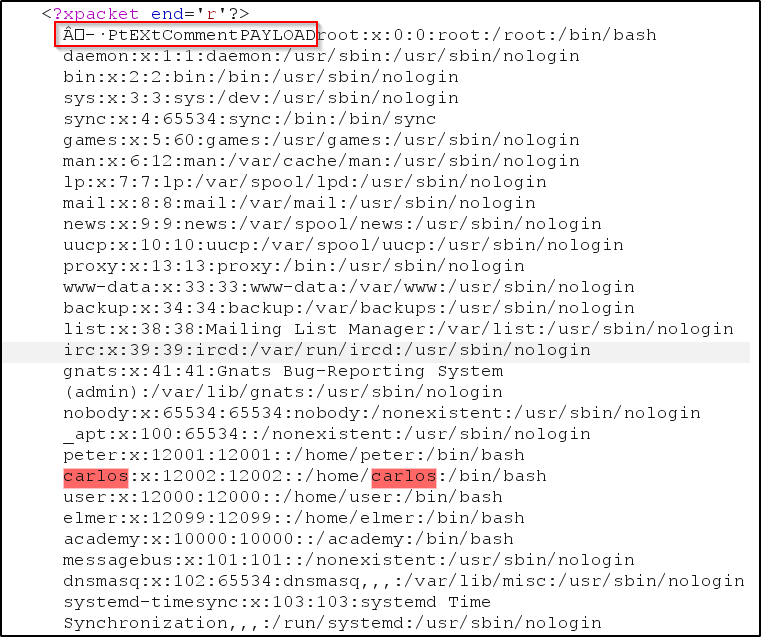 <?xpacket end='r'?>
Â□-·PtEXtCommentPAYLOADroot:x:0:0:root:/root:/bin/bash
daemon:x:1:1:daemon:/usr/sbin:/usr/sbin/nologin
bin:x:2:2:bin:/bin:/usr/sbin/nologin
sys:x:3:3:sys:/dev:/usr/sbin/nologin
sync:x:4:65534:sync:/bin:/bin/sync
games:x:5:60:games:/usr/games:/usr/sbin/nologin
man:x:6:12:man:/var/cache/man:/usr/sbin/nologin
lp:x:7:7:lp:/var/spool/lpd:/usr/sbin/nologin
mail:x:8:8:mail:/var/mail:/usr/sbin/nologin
news:x:9:9:news:/var/spool/news:/usr/sbin/nologin
uucp:x:10:10:uucp:/var/spool/uucp:/usr/sbin/nologin
proxy:x:13:13:proxy:/bin:/usr/sbin/nologin
www-data:x:33:33:www-data:/var/www:/usr/sbin/nologin
backup:x:34:34:backup:/var/backups:/usr/sbin/nologin
list:x:38:38:Mailing List Manager:/var/list:/usr/sbin/nologin
irc:x:39:39:ircd:/var/run/ircd:/usr/sbin/nologin
gnats:x:41:41:Gnats Bug-Reporting System
(admin):/var/lib/gnats:/usr/sbin/nologin
nobody:x:65534:65534:nobody:/nonexistent:/usr/sbin/nologin
_apt:x:100:65534::/nonexistent:/usr/sbin/nologin
peter:x:12001:12001::/home/peter:/bin/bash
carlos:x:12002:12002::/home/carlos:/bin/bash
user:x:12000:12000::/home/user:/bin/bash
elmer:x:12099:12099::/home/elmer:/bin/bash
academy:x:10000:10000::/academy:/bin/bash
messagebus:x:101:101::/nonexistent:/usr/sbin/nologin
dnsmasq:x:102:65534:dnsmasq,,,:/var/lib/misc:/usr/sbin/nologin
systemd-timesync:x:103:103:systemd Time
Synchronization,,,:/run/systemd:/usr/sbin/nologin